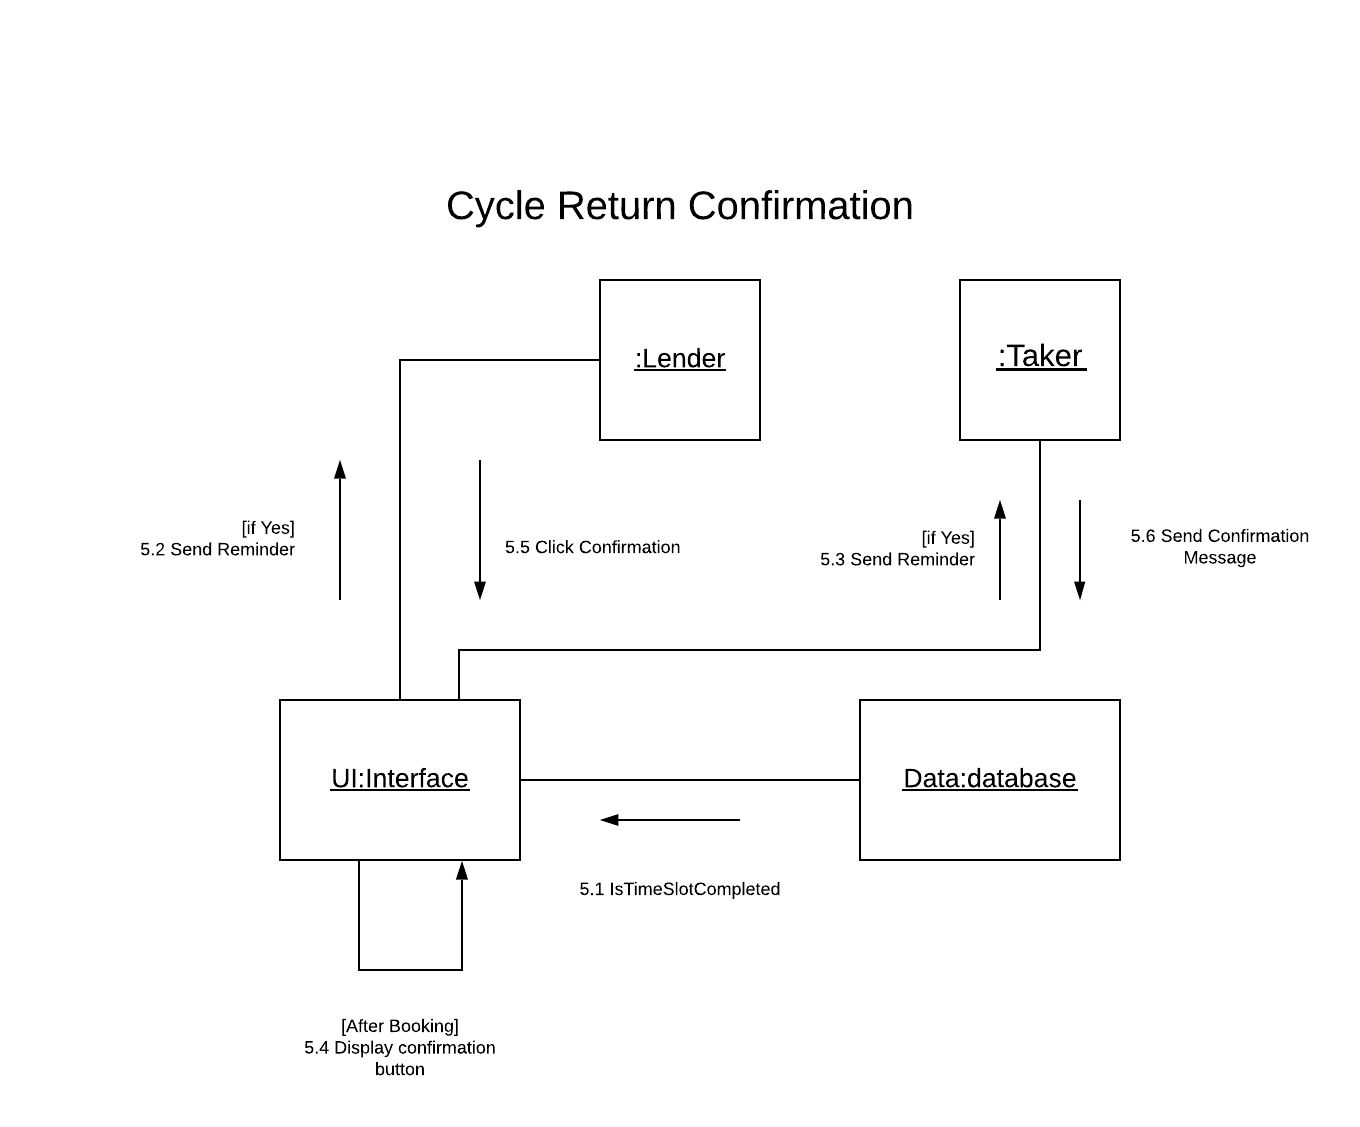 Cycle Return Confirmation
:Lender
:Taker
[if Yes]
5.2 Send Reminder
5.5 Click Confirmation
[if Yes]
5.3 Send Reminder
5.6 Send Confirmation
Message
UI:Interface
Data:database
5.1 IsTimeSlotCompleted
[After Booking]
5.4 Display confirmation
button